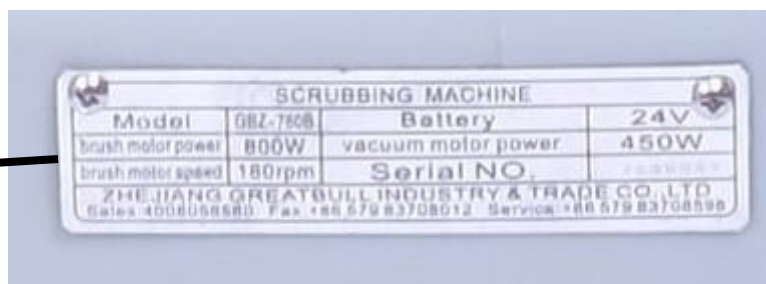 SCRUBBING MACHINE
Model GBZ-760B Battery 24V
brush motor power 800W vacuum motor power 450W
brush motor speed 180rpm Serial NO.
ZHEJIANG GREATBULL INDUSTRY & TRADE CO.,LTD
Sales 4008058580 Fax +86 579 83708012 Service +86 579 83708598